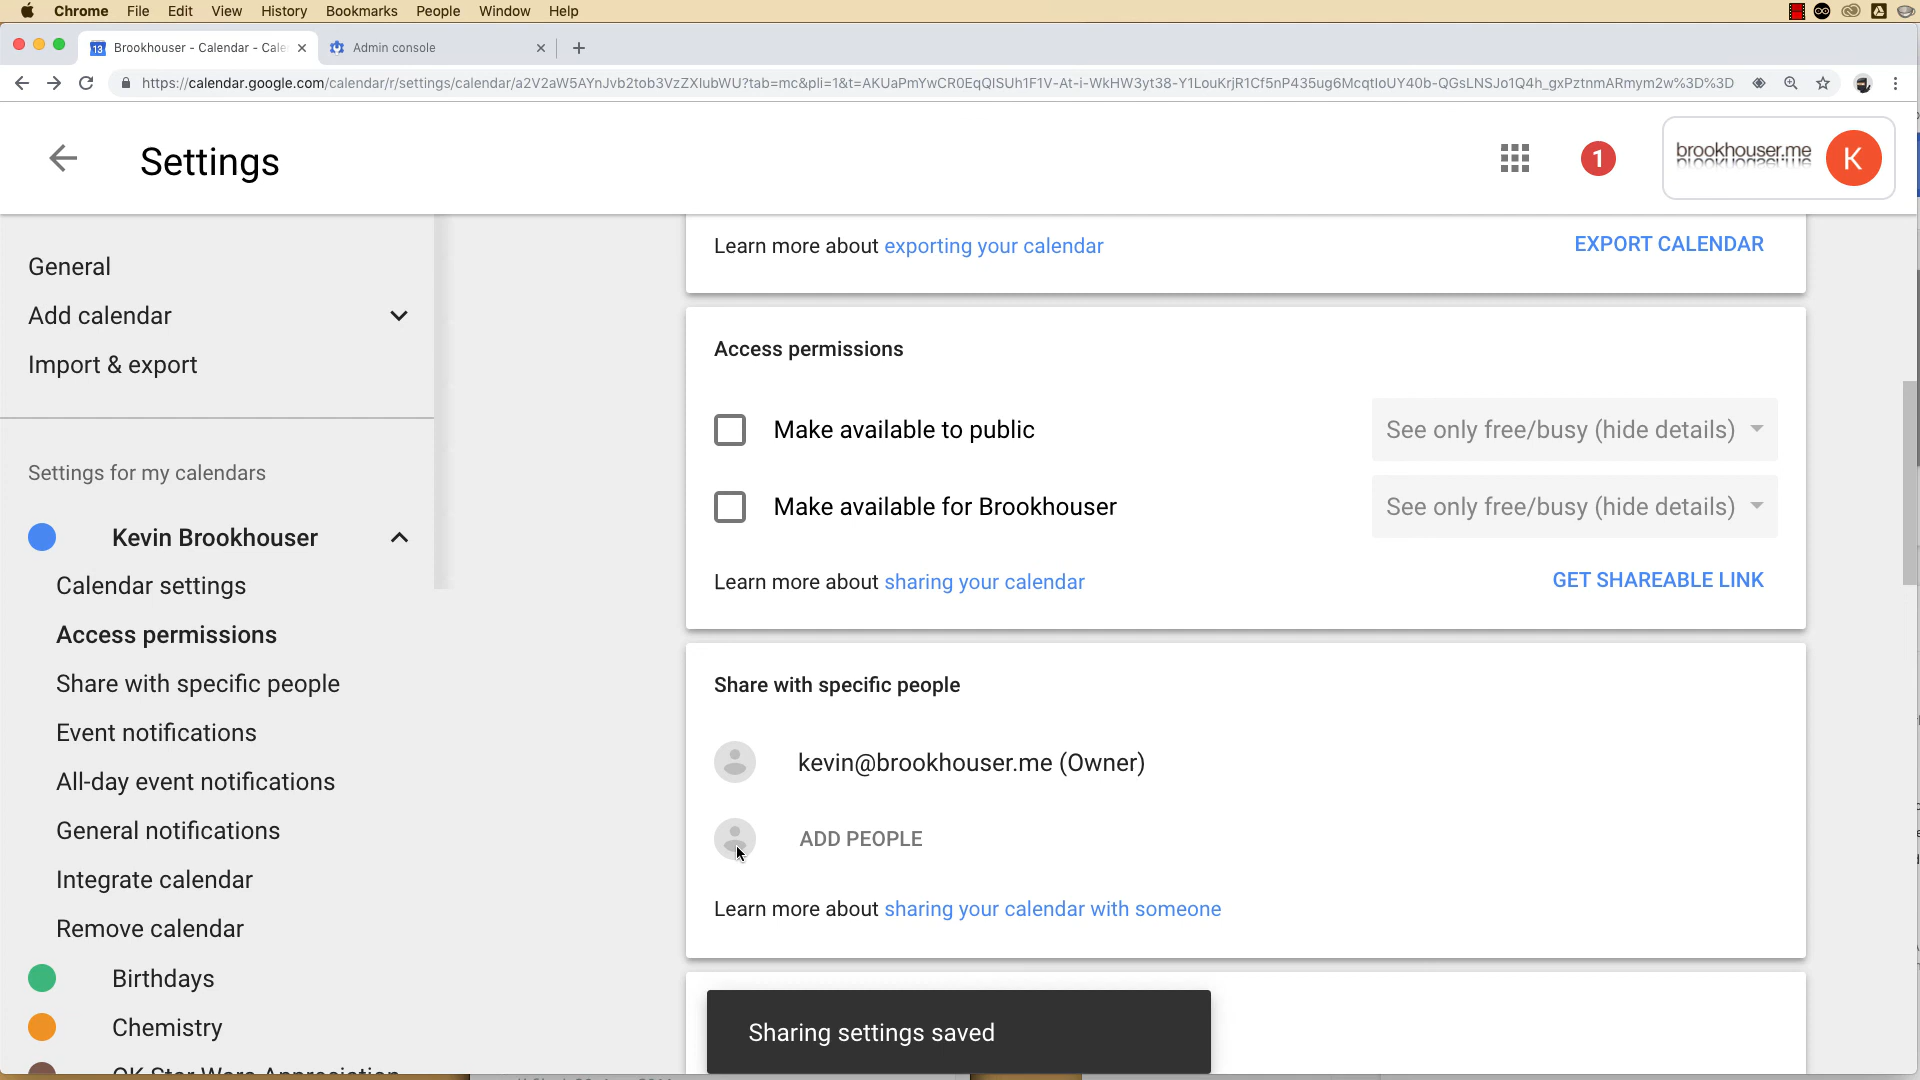 Chrome File Edit View History Bookmarks People Window Help
Brookhouser - Calendar - Cale
Admin console
https://calendar.google.com/calendar/r/settings/calendar/a2V2aW5AYnJvb2tob3VzZXIubWU?tab=mc&pli=1&t=AKUaPmYwCR0EqQISUh1F1V-At-i-WkHW3yt38-Y1LouKrjR1Cf5nP435ug6McqtIoUY40b-QGsLNSJo1Q4h_gxPztnmARmym2w%3D%3D
Settings
1
brookhouser.me
K
General
Add calendar
Import & export
Settings for my calendars
Kevin Brookhouser
Calendar settings
Access permissions
Share with specific people
Event notifications
All-day event notifications
General notifications
Integrate calendar
Remove calendar
Birthdays
Chemistry
OK Star Wars Appreciation
Learn more about exporting your calendar
EXPORT CALENDAR
Access permissions
Make available to public
See only free/busy (hide details)
Make available for Brookhouser
See only free/busy (hide details)
Learn more about sharing your calendar
GET SHAREABLE LINK
Share with specific people
kevin@brookhouser.me (Owner)
ADD PEOPLE
Learn more about sharing your calendar with someone
Sharing settings saved